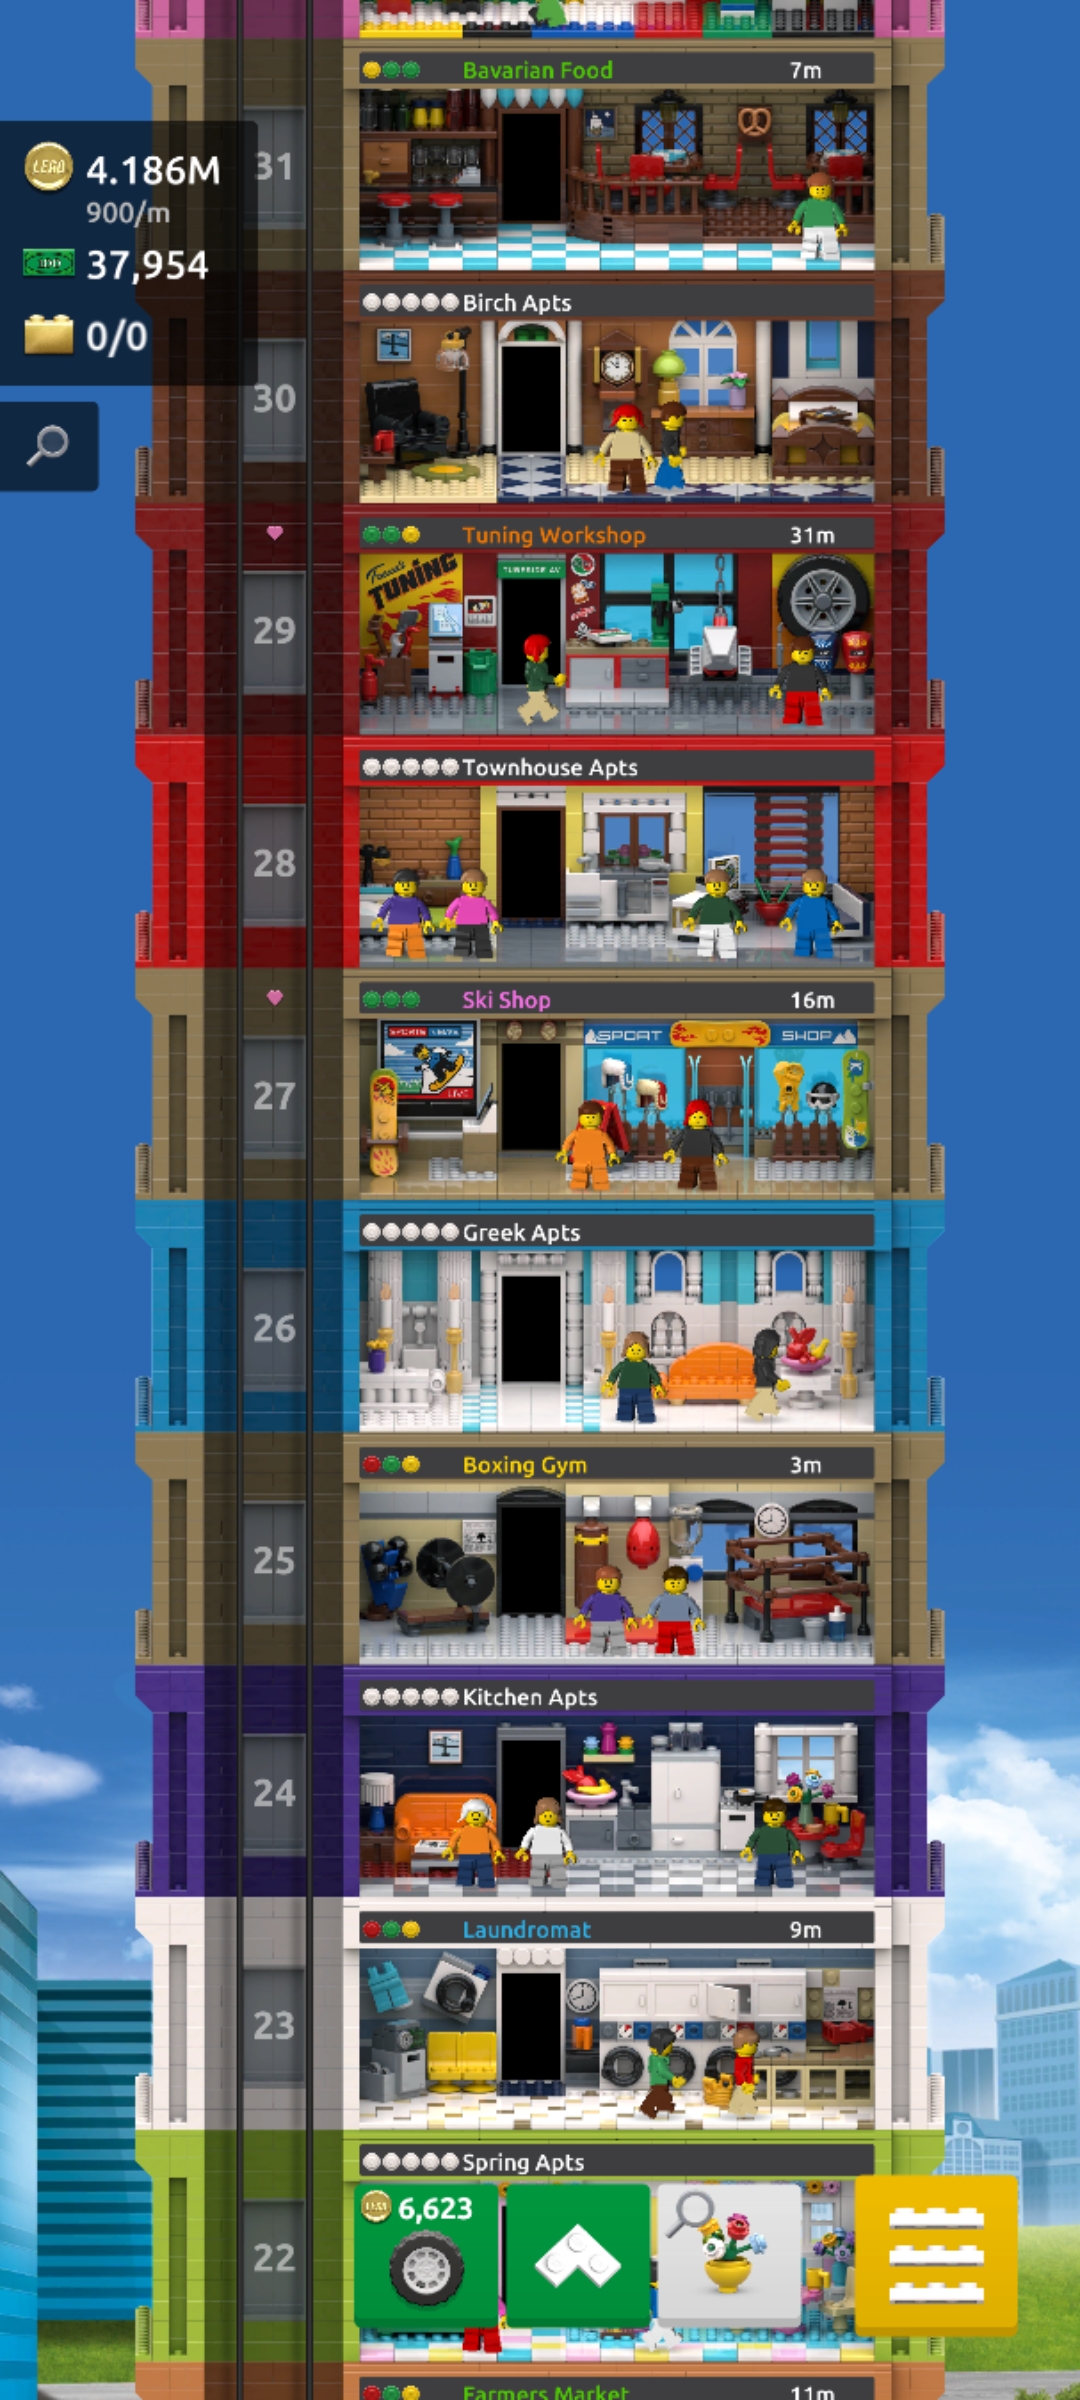 Bavarian Food 7m
LEGO 4.186M
900/m
37,954
0/0
31
Birch Apts
30
Tuning Workshop 31m
TUNING
29
Townhouse Apts
28
Ski Shop 16m
SPORT SHOP
LIVE
27
Greek Apts
26
Boxing Gym 3m
25
Kitchen Apts
24
Laundromat 9m
23
Spring Apts
6,623
22
Farmers Market 11m